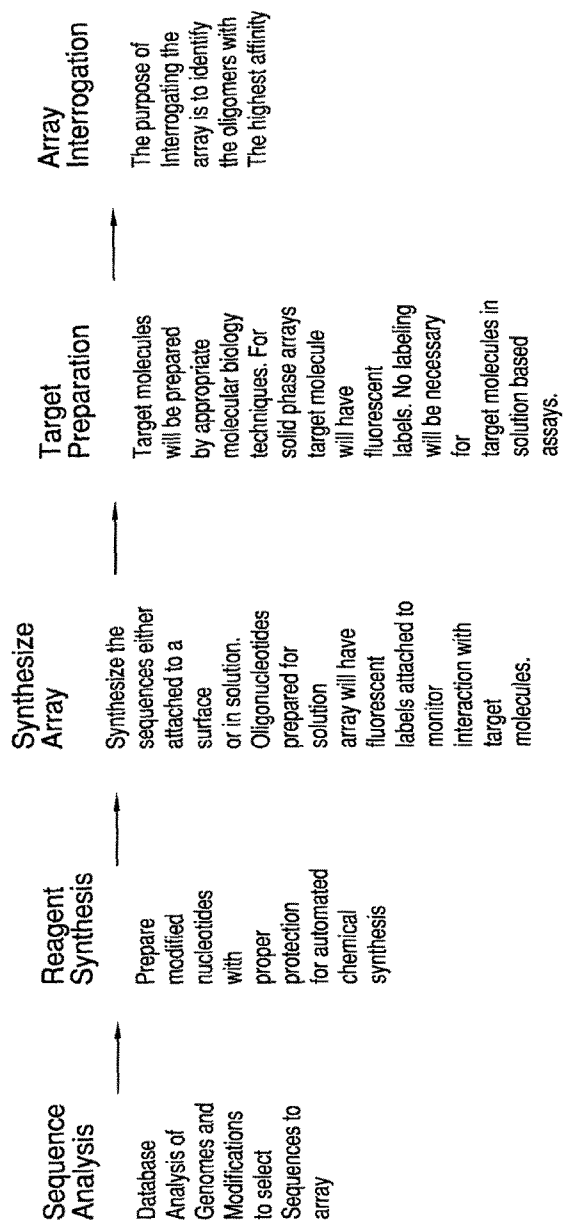 Sequence
Analysis
Database
Analysis of
Genomes and
Modifications
to select
Sequences to
array
Reagent
Synthesis
Prepare
modified
nucleotides
with
proper
protection
for automated
chemical
synthesis
Synthesize
Array
Synthesize the
sequences either
attached to a
surface
or in solution.
Oligonucleotides
prepared for
solution
array will have
fluorescent
labels attached to
monitor
interaction with
target
molecules.
Target
Preparation
Target molecules
will be prepared
by appropriate
molecular biology
techniques. For
solid phase arrays
target molecule
will have
fluorescent
labels. No labeling
will be necessary
for
target molecules in
solution based
assays.
Array
Interrogation
The purpose of
Interrogating the
array is to identify
the oligomers with
The highest affinity